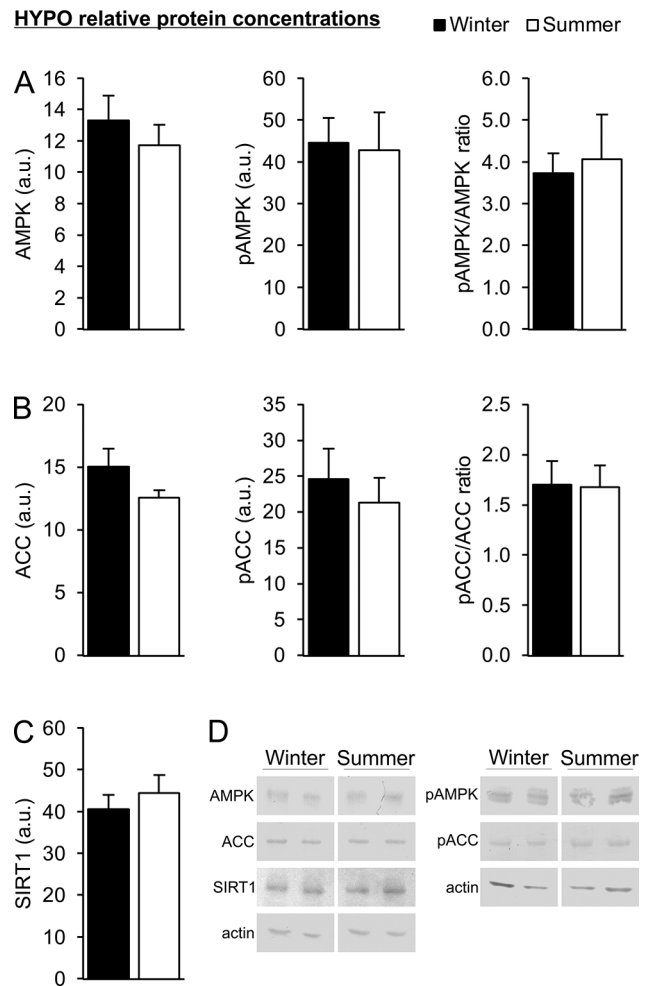 HYPO relative protein concentrations
Winter Summer
A
AMPK (a.u.)
16
14
12
10
8
6
4
2
0
pAMPK (a.u.)
60
50
40
30
20
10
0
pAMPK/AMPK ratio
6.0
5.0
4.0
3.0
2.0
1.0
0.0
B
ACC (a.u.)
20
15
10
5
0
pACC (a.u.)
35
30
25
20
15
10
5
0
pACC/ACC ratio
2.5
2.0
1.5
1.0
0.5
0.0
C
SIRT1 (a.u.)
60
50
40
30
20
10
0
D
Winter Summer
AMPK
ACC
SIRT1
actin
Winter Summer
pAMPK
pACC
actin